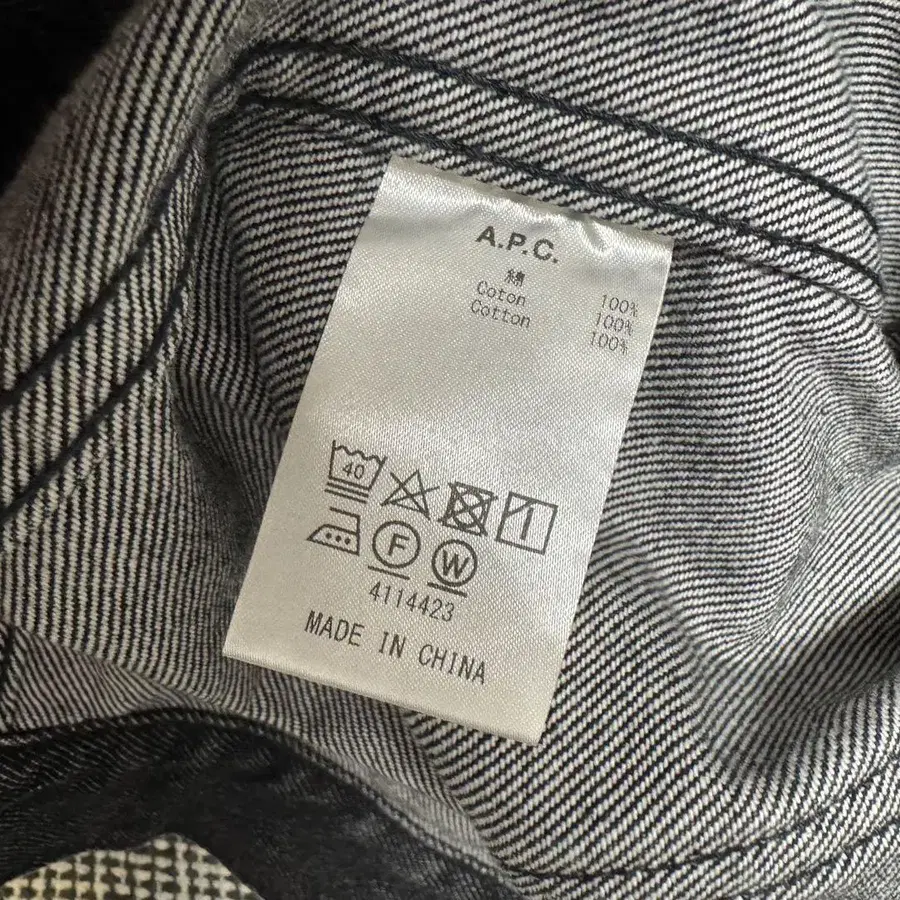 A.P.C.
綿 100%
Coton 100%
Cotton 100%
40
F W
4114423
MADE IN CHINA